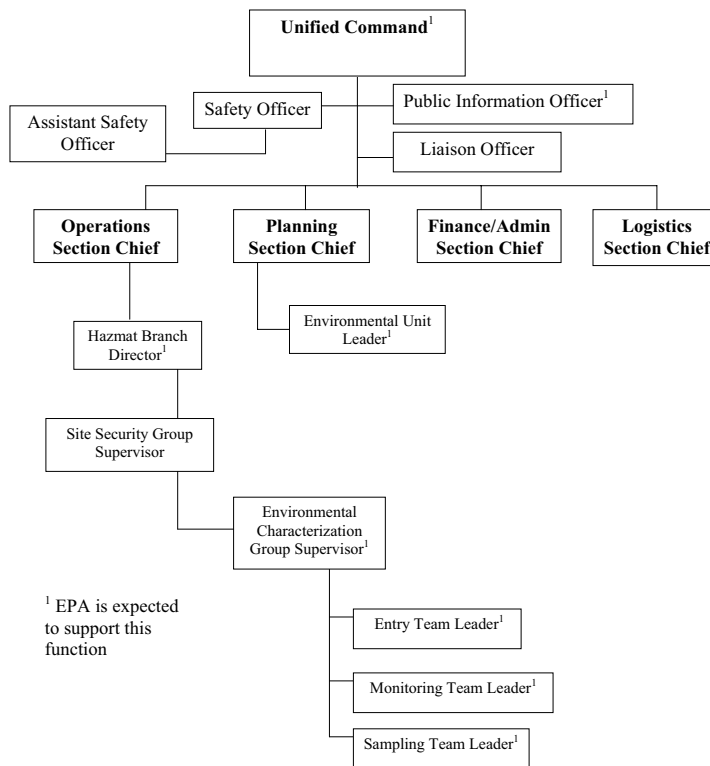 Unified Command¹
Safety Officer
Public Information Officer¹
Assistant Safety
Officer
Liaison Officer
Operations
Section Chief
Planning
Section Chief
Finance/Admin
Section Chief
Logistics
Section Chief
Hazmat Branch
Director¹
Environmental Unit
Leader¹
Site Security Group
Supervisor
Environmental
Characterization
Group Supervisor¹
¹ EPA is expected
to support this
function
Entry Team Leader¹
Monitoring Team Leader¹
Sampling Team Leader¹